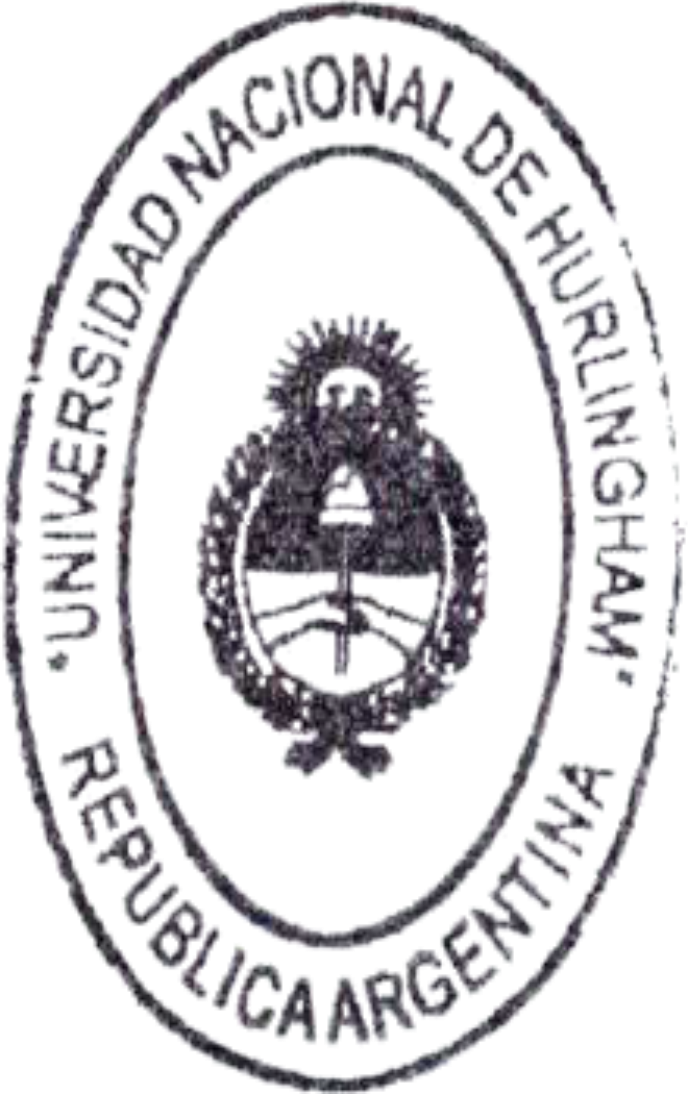 "UNIVERSIDAD NACIONAL DE HURLINGHAM"
REPUBLICA ARGENTINA